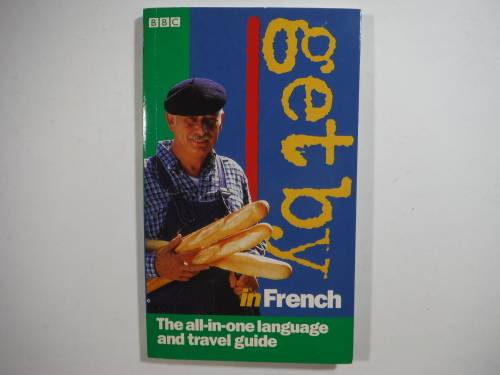 BBC
get by
in French
The all-in-one language
and travel guide